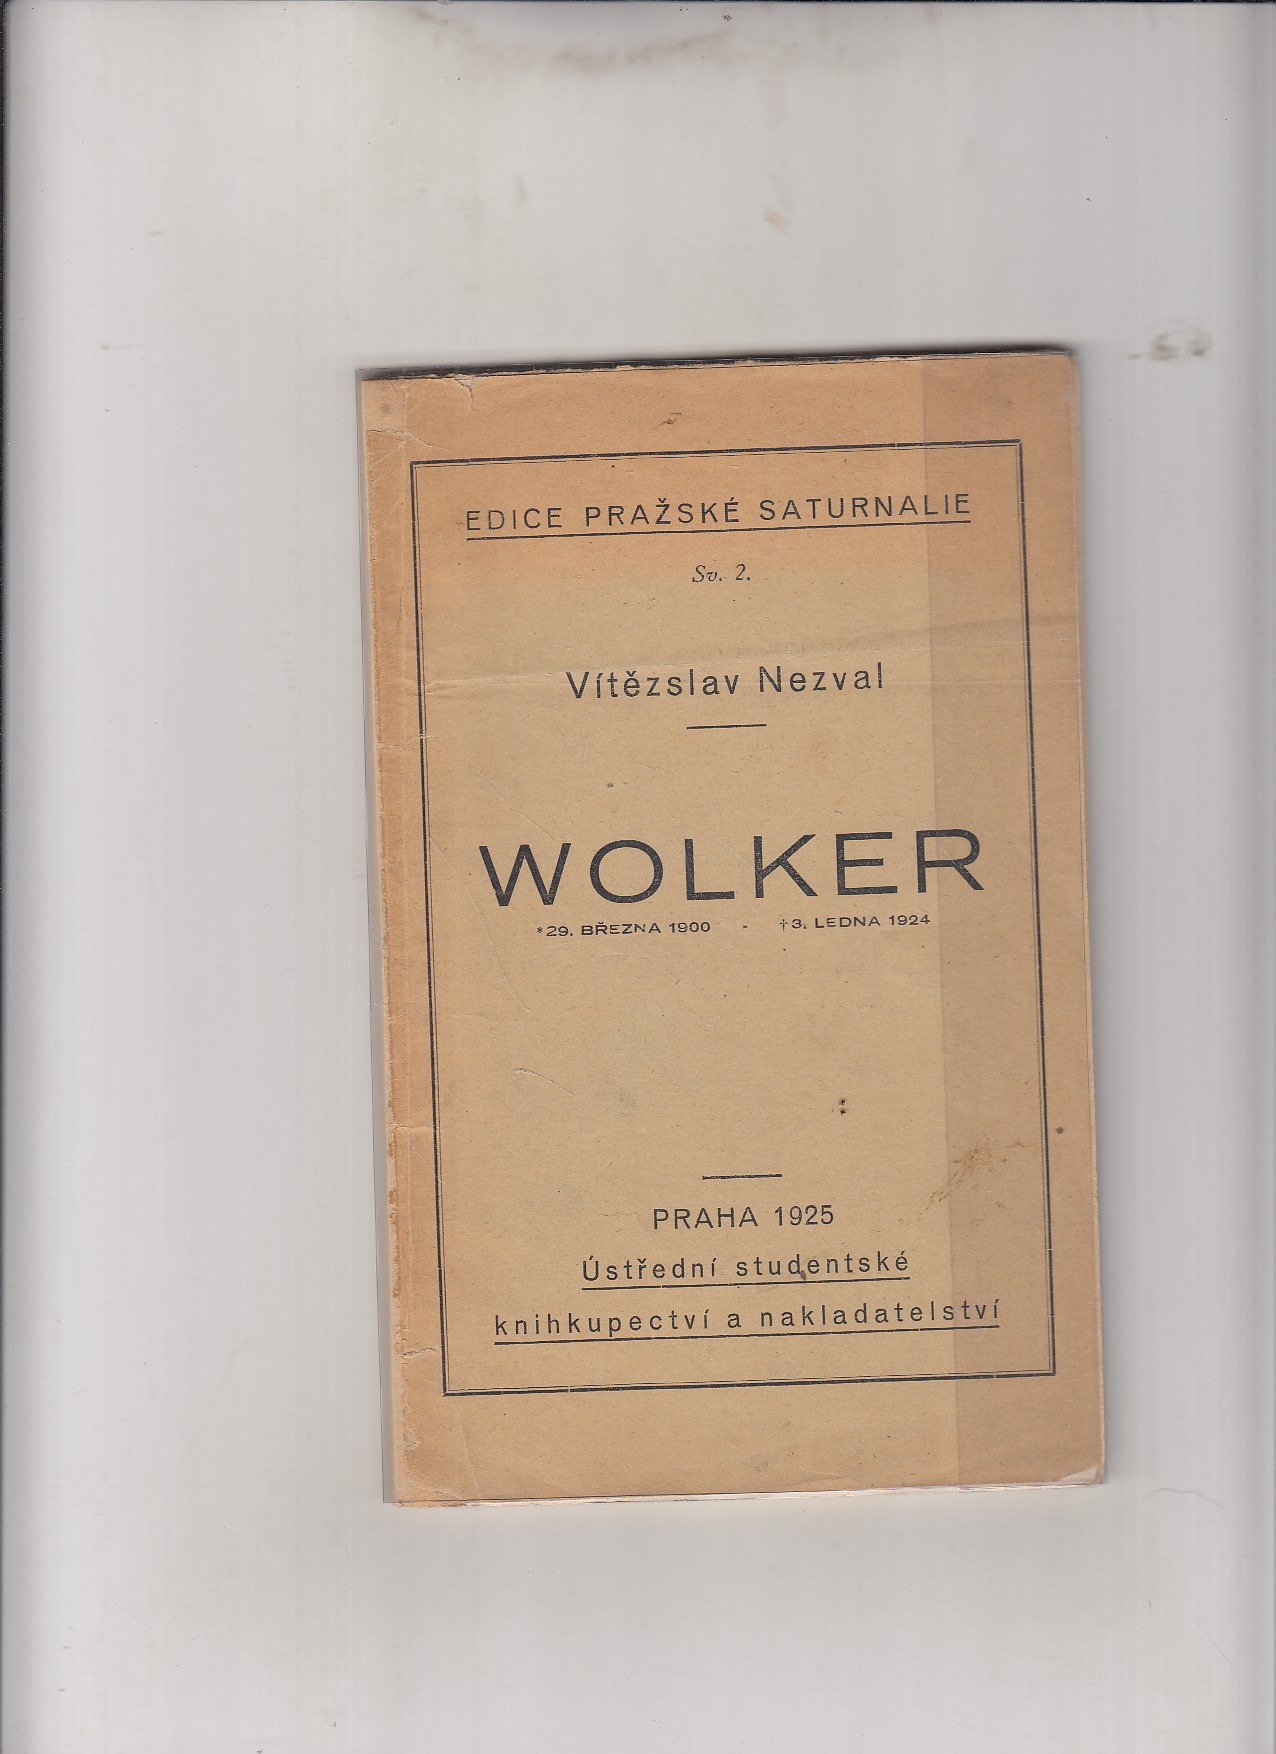 EDICE PRAŽSKÉ SATURNALIE
Sv. 2.
Vítězslav Nezval
WOLKER
*29. BŘEZNA 1900 - †3. LEDNA 1924
PRAHA 1925
Ústřední studentské
knihkupectví a nakladatelství